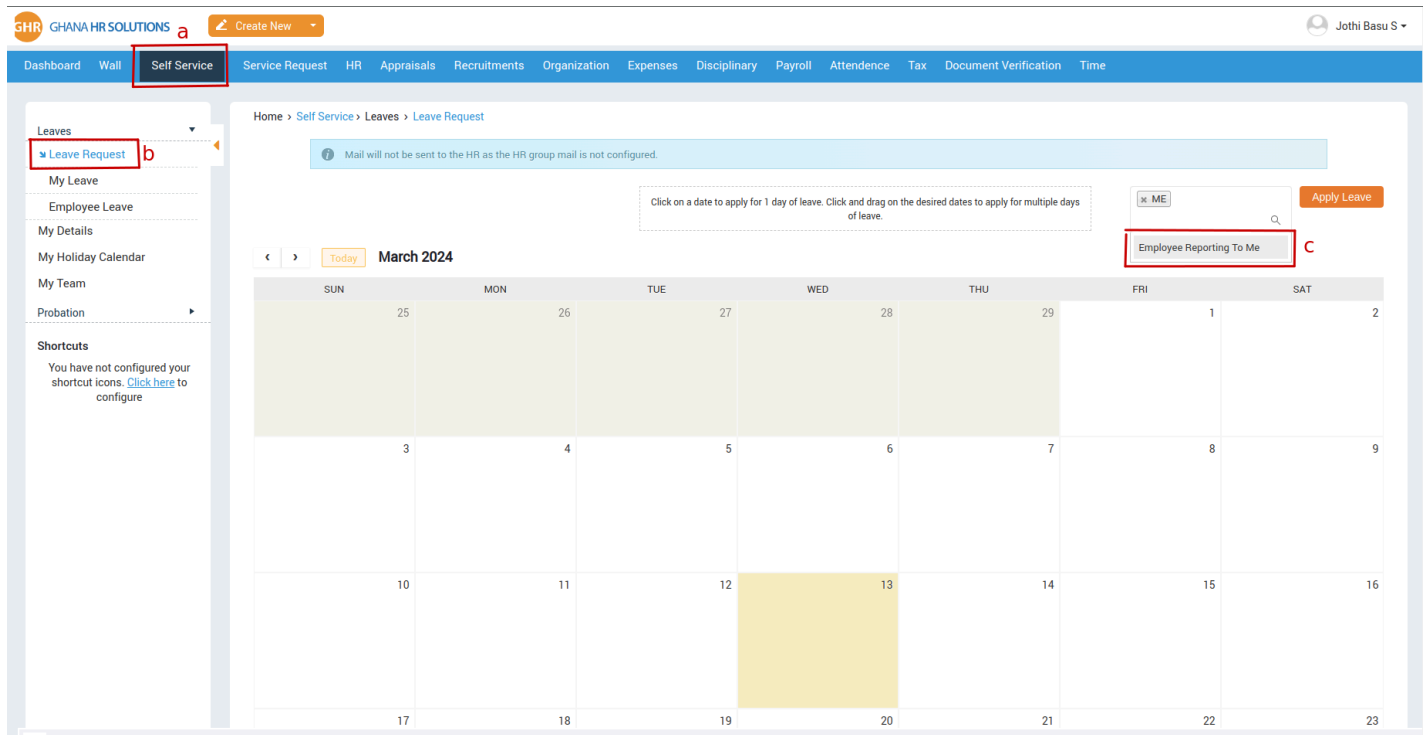 GHR GHANA HR SOLUTIONS a Create New Jothi Basu S
Dashboard Wall Self Service Service Request HR Appraisals Recruitments Organization Expenses Disciplinary Payroll Attendence Tax Document Verification Time
Leaves
Leave Request b
My Leave
Employee Leave
My Details
My Holiday Calendar
My Team
Probation
Shortcuts
You have not configured your
shortcut icons. Click here to
configure
Home › Self Service › Leaves › Leave Request
Mail will not be sent to the HR as the HR group mail is not configured.
Click on a date to apply for 1 day of leave. Click and drag on the desired dates to apply for multiple days
of leave.
× ME
Apply Leave
Employee Reporting To Me c
‹ › Today March 2024
SUN MON TUE WED THU FRI SAT
25 26 27 28 29 1 2
3 4 5 6 7 8 9
10 11 12 13 14 15 16
17 18 19 20 21 22 23